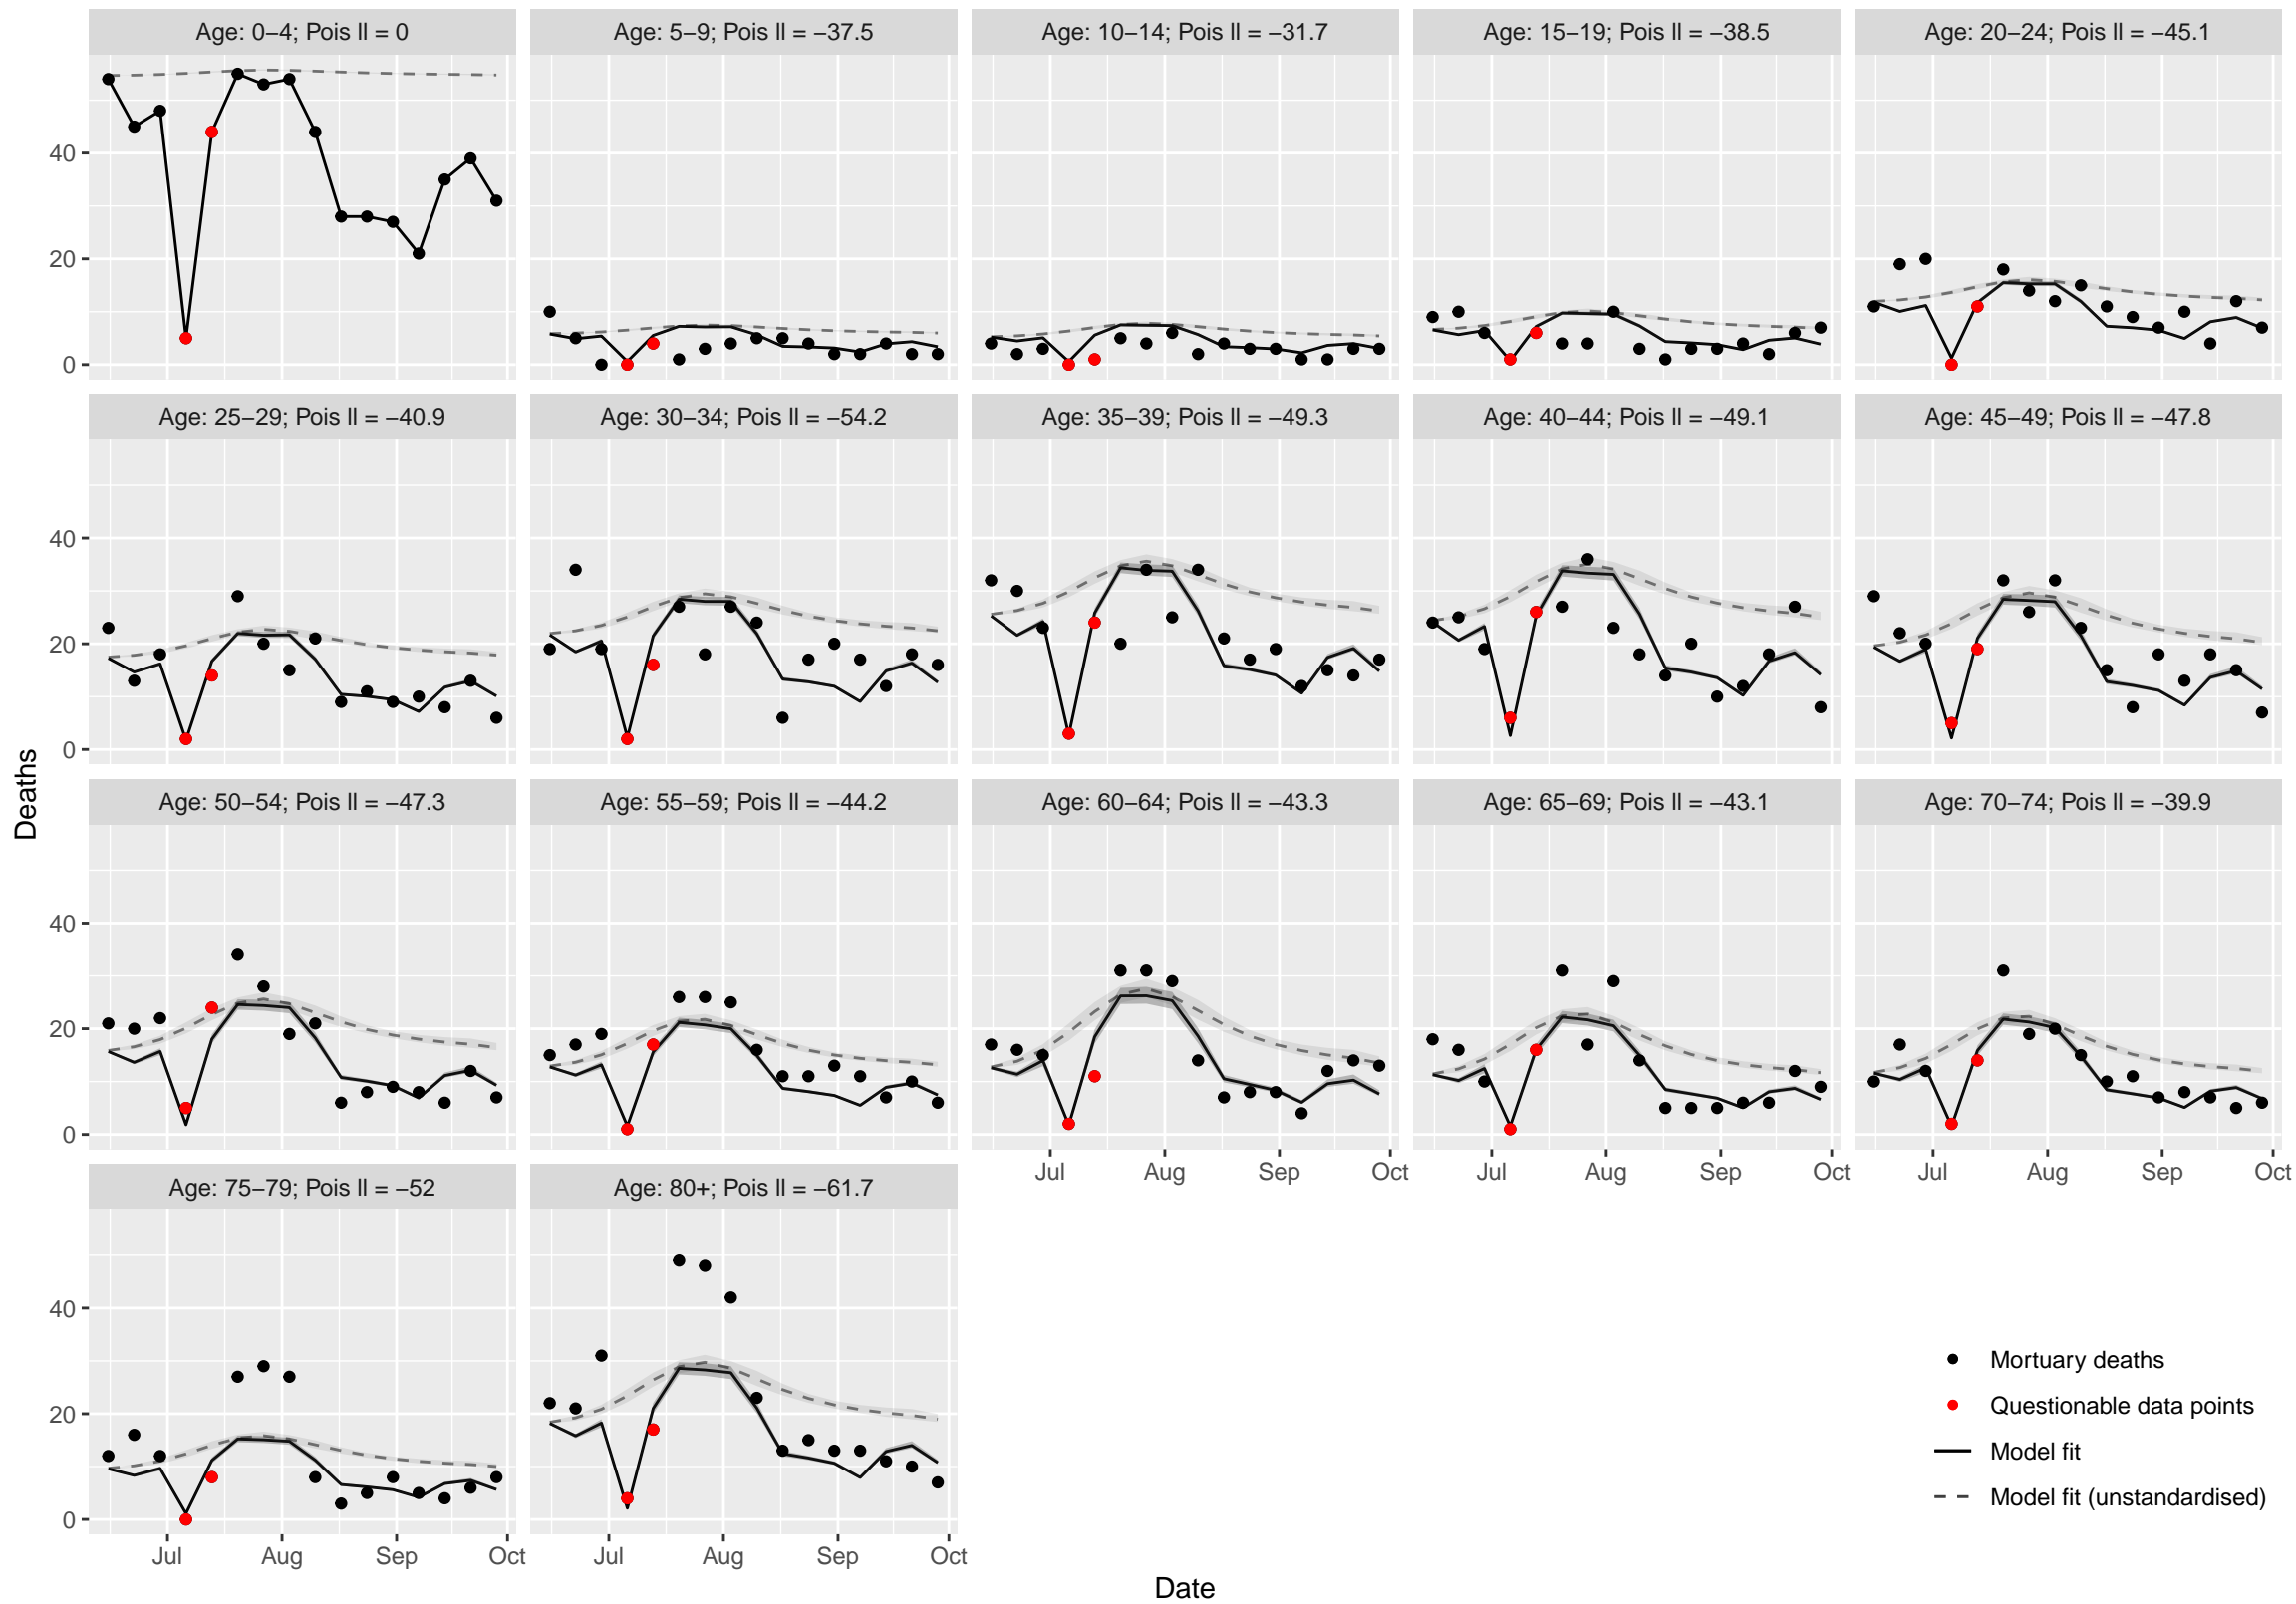 Age: 0−4; Pois ll = 0
Age: 5−9; Pois ll = −37.5
Age: 10−14; Pois ll = −31.7
Age: 15−19; Pois ll = −38.5
Age: 20−24; Pois ll = −45.1
40
20
0
Age: 25−29; Pois ll = −40.9
Age: 30−34; Pois ll = −54.2
Age: 35−39; Pois ll = −49.3
Age: 40−44; Pois ll = −49.1
Age: 45−49; Pois ll = −47.8
40
20
0
Deaths
Age: 50−54; Pois ll = −47.3
Age: 55−59; Pois ll = −44.2
Age: 60−64; Pois ll = −43.3
Age: 65−69; Pois ll = −43.1
Age: 70−74; Pois ll = −39.9
40
20
0
Jul Aug Sep Oct
Jul Aug Sep Oct
Jul Aug Sep Oct
Age: 75−79; Pois ll = −52
Age: 80+; Pois ll = −61.7
40
20
0
Jul Aug Sep Oct
Jul Aug Sep Oct
Mortuary deaths
Questionable data points
Model fit
Model fit (unstandardised)
Date